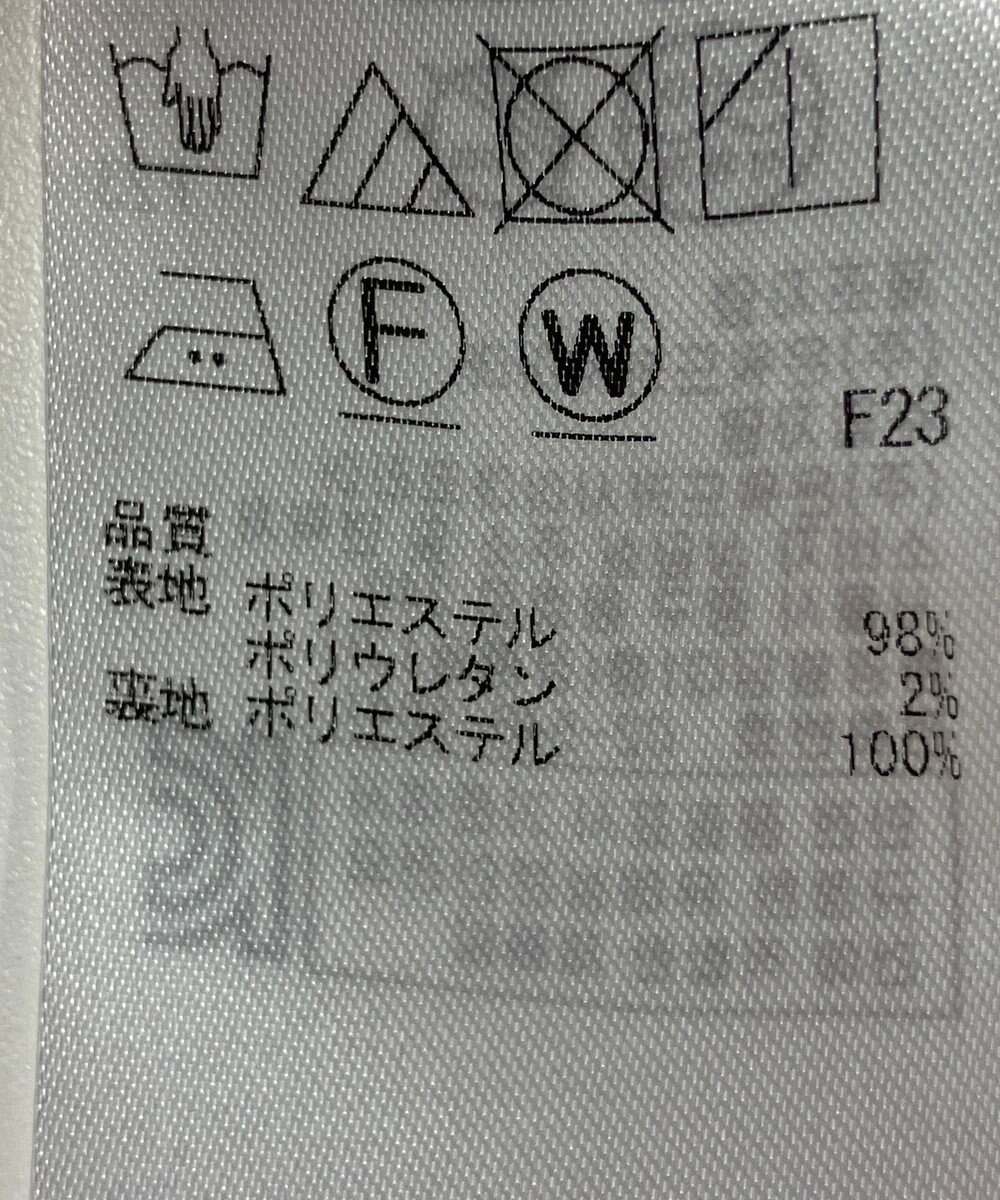 F W
F23
品質
表地 ポリエステル 98%
ポリウレタン 2%
裏地 ポリエステル 100%